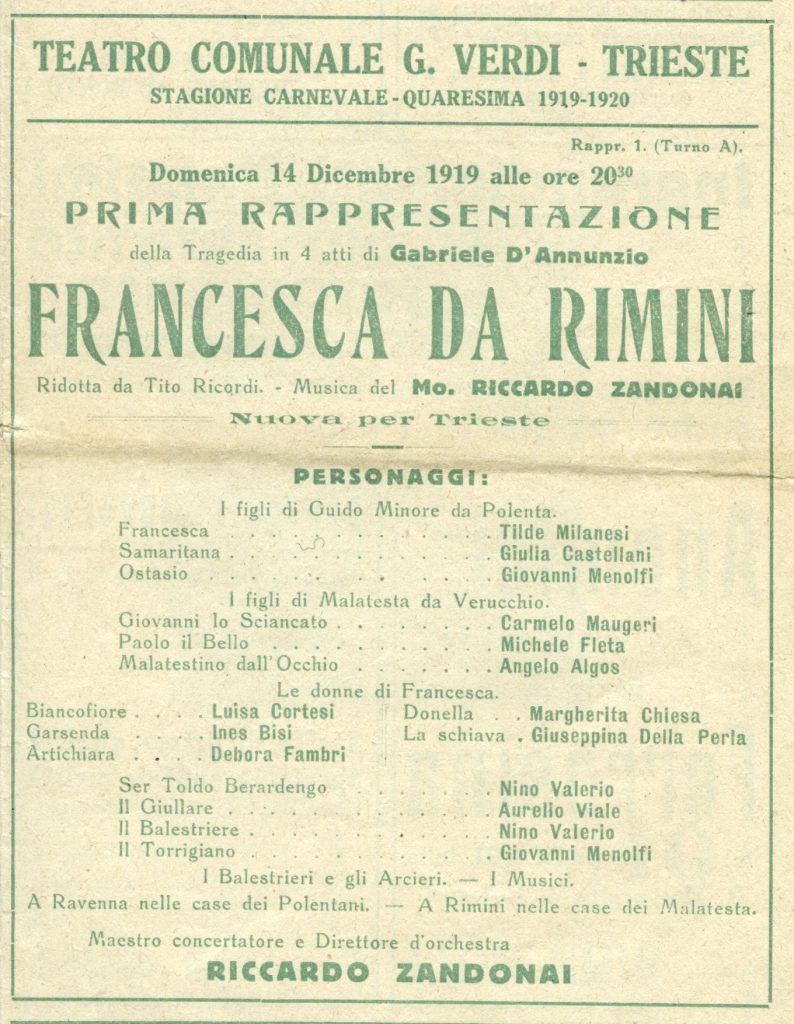 TEATRO COMUNALE G. VERDI - TRIESTE
STAGIONE CARNEVALE - QUARESIMA 1919-1920
Rappr. 1. (Turno A).
Domenica 14 Dicembre 1919 alle ore 20³⁰
PRIMA RAPPRESENTAZIONE
della Tragedia in 4 atti di Gabriele D'Annunzio
FRANCESCA DA RIMINI
Ridotta da Tito Ricordi. - Musica del Mo. RICCARDO ZANDONAI
Nuova per Trieste
PERSONAGGI:
I figli di Guido Minore da Polenta.
Francesca . . . . . . . . . . . . . Tilde Milanesi
Samaritana . . . . . . . . . . . . Giulia Castellani
Ostasio . . . . . . . . . . . . . Giovanni Menolfi
I figli di Malatesta da Verucchio.
Giovanni lo Sciancato . . . . . . . . Carmelo Maugeri
Paolo il Bello . . . . . . . . . . Michele Fleta
Malatestino dall'Occhio . . . . . . . Angelo Algos
Le donne di Francesca.
Biancofiore . . . . Luisa Cortesi Donella . . Margherita Chiesa
Garsenda . . . . Ines Bisi La schiava . Giuseppina Della Perla
Artichiara . . . . Debora Fambri
Ser Toldo Berardengo . . . . . . . . Nino Valerio
Il Giullare . . . . . . . . . . . . Aurelio Viale
Il Balestriere . . . . . . . . . . . Nino Valerio
Il Torrigiano . . . . . . . . . . . Giovanni Menolfi
I Balestrieri e gli Arcieri. — I Musici.
A Ravenna nelle case dei Polentani. — A Rimini nelle case dei Malatesta.
Maestro concertatore e Direttore d'orchestra
RICCARDO ZANDONAI